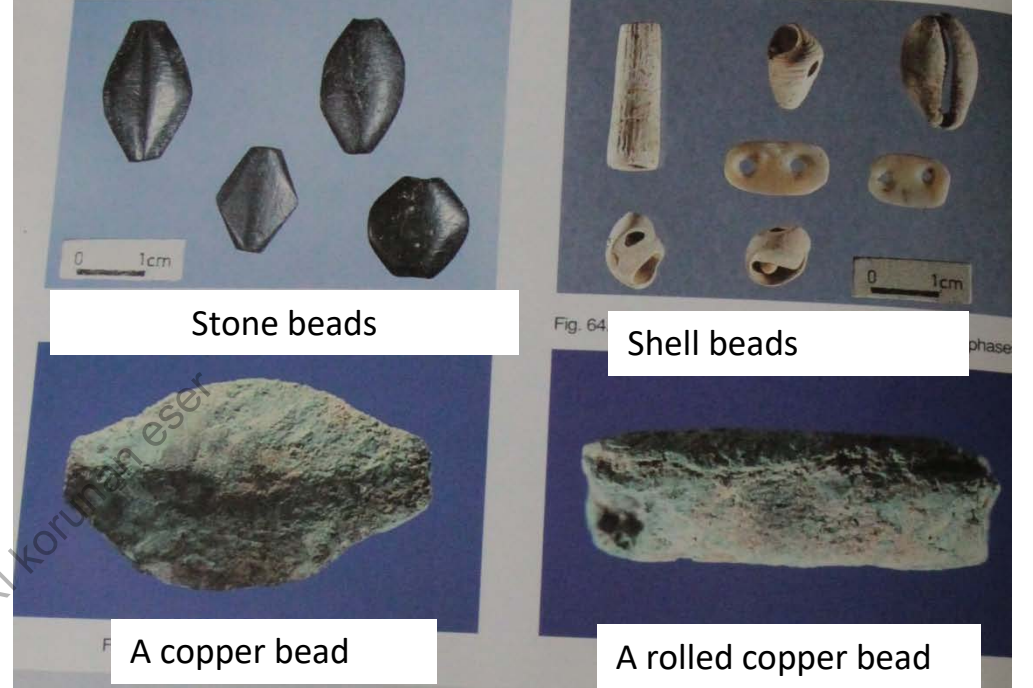 0 1cm
0 1cm
Stone beads
Fig. 64.
Shell beads
phase
korunan eser
A copper bead
F
A rolled copper bead